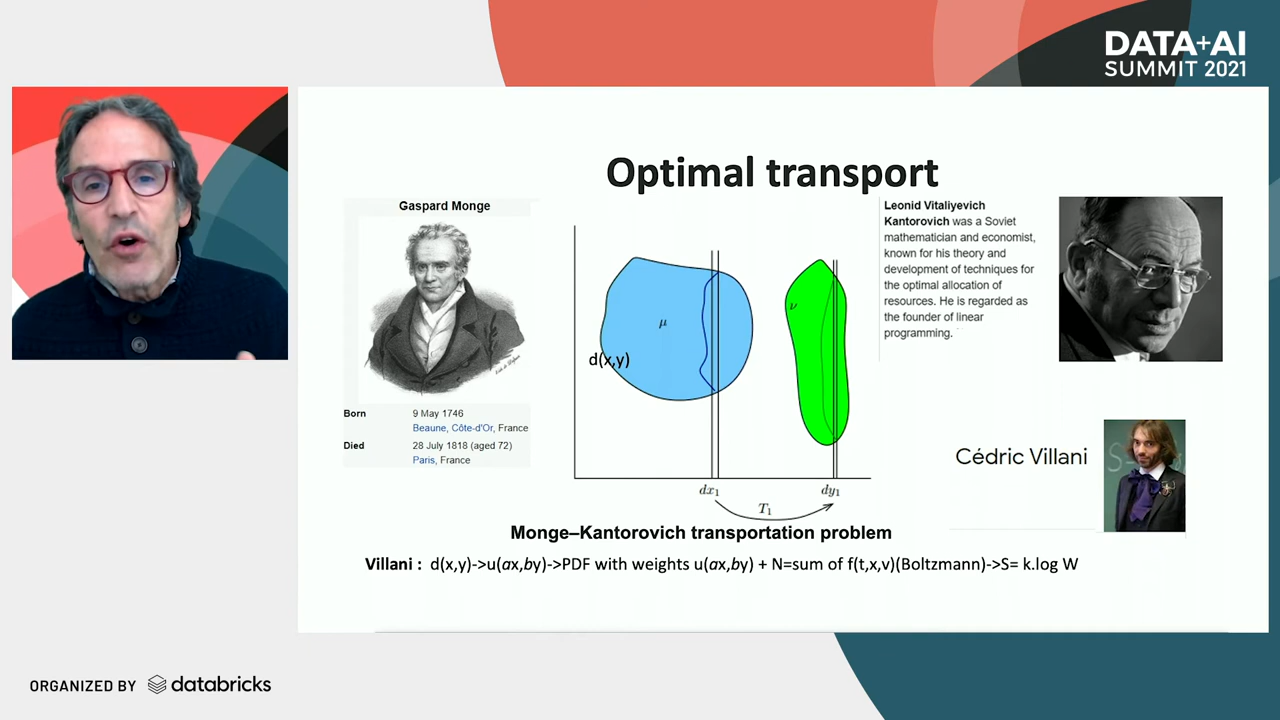 DATA+AI
SUMMIT 2021
Optimal transport
Gaspard Monge
Born 9 May 1746
Beaune, Côte-d'Or, France
Died 28 July 1818 (aged 72)
Paris, France
μ
ν
d(x,y)
dx₁
dy₁
T₁
Leonid Vitaliyevich
Kantorovich was a Soviet
mathematician and economist,
known for his theory and
development of techniques for
the optimal allocation of
resources. He is regarded as
the founder of linear
programming.
Cédric Villani
Monge–Kantorovich transportation problem
Villani : d(x,y)->u(ax,by)->PDF with weights u(ax,by) + N=sum of f(t,x,v)(Boltzmann)->S= k.log W
ORGANIZED BY databricks